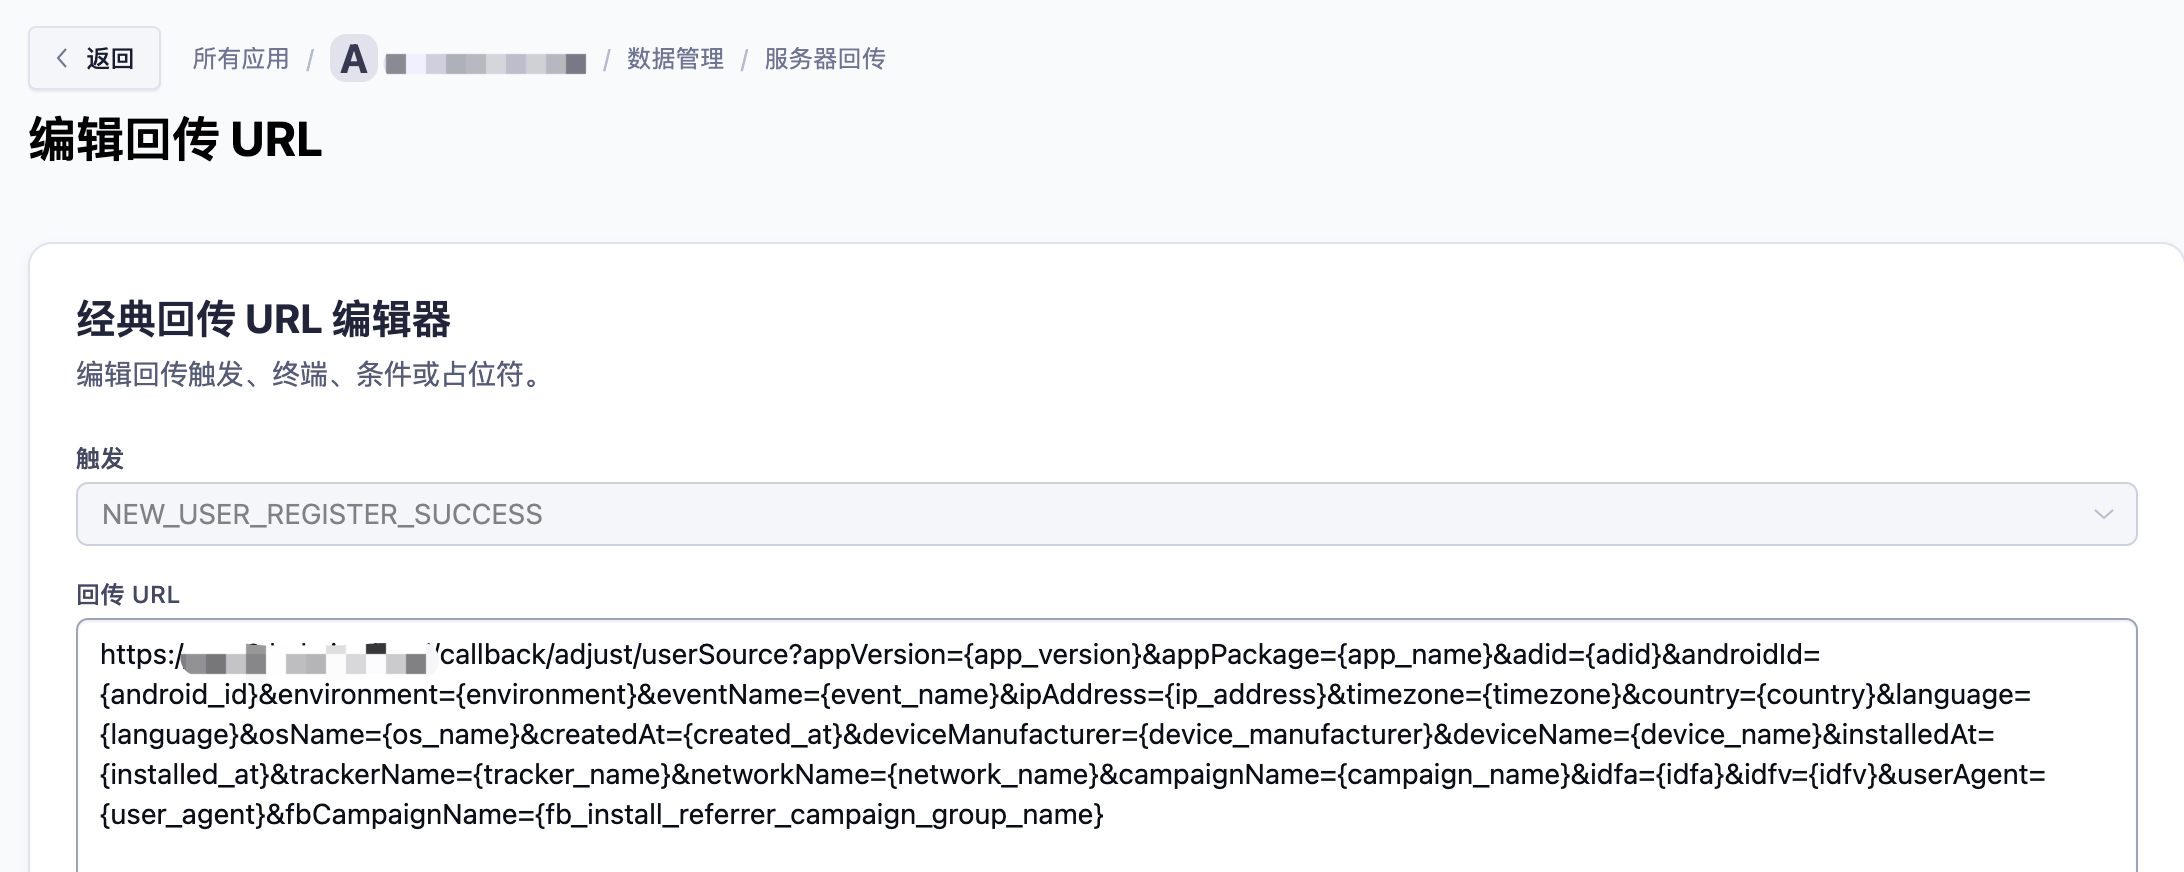 返回
所有应用 / A / 数据管理 / 服务器回传
编辑回传 URL
经典回传 URL 编辑器
编辑回传触发、终端、条件或占位符。
触发
NEW_USER_REGISTER_SUCCESS
回传 URL
https:/ /callback/adjust/userSource?appVersion={app_version}&appPackage={app_name}&adid={adid}&androidId=
{android_id}&environment={environment}&eventName={event_name}&ipAddress={ip_address}&timezone={timezone}&country={country}&language=
{language}&osName={os_name}&createdAt={created_at}&deviceManufacturer={device_manufacturer}&deviceName={device_name}&installedAt=
{installed_at}&trackerName={tracker_name}&networkName={network_name}&campaignName={campaign_name}&idfa={idfa}&idfv={idfv}&userAgent=
{user_agent}&fbCampaignName={fb_install_referrer_campaign_group_name}